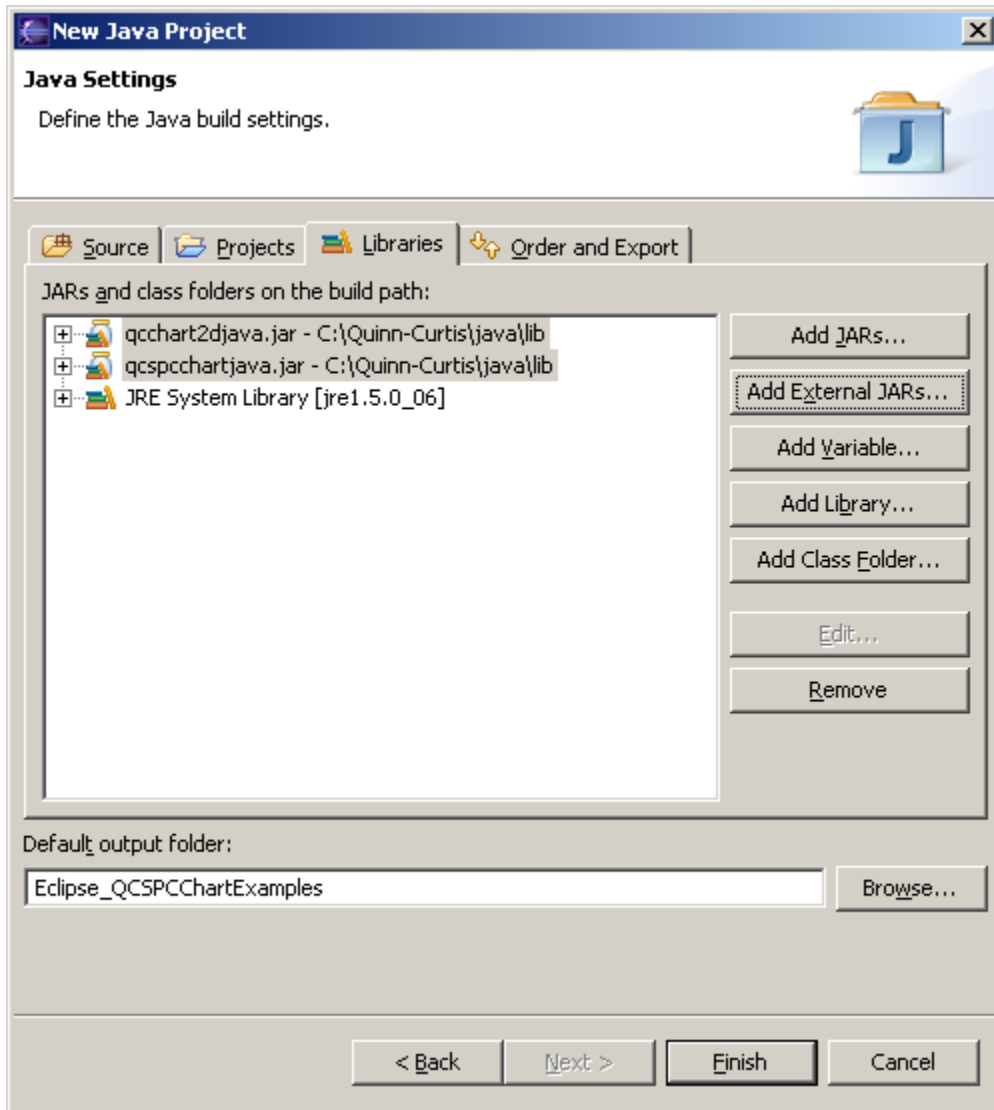 New Java Project
Java Settings
Define the Java build settings.
J
Source Projects Libraries Order and Export
JARs and class folders on the build path:
qcchart2djava.jar - C:\Quinn-Curtis\java\lib
qcspcchartjava.jar - C:\Quinn-Curtis\java\lib
JRE System Library [jre1.5.0_06]
Add JARs...
Add External JARs...
Add Variable...
Add Library...
Add Class Folder...
Edit...
Remove
Default output folder:
Eclipse_QCSPCChartExamples
Browse...
< Back Next > Finish Cancel